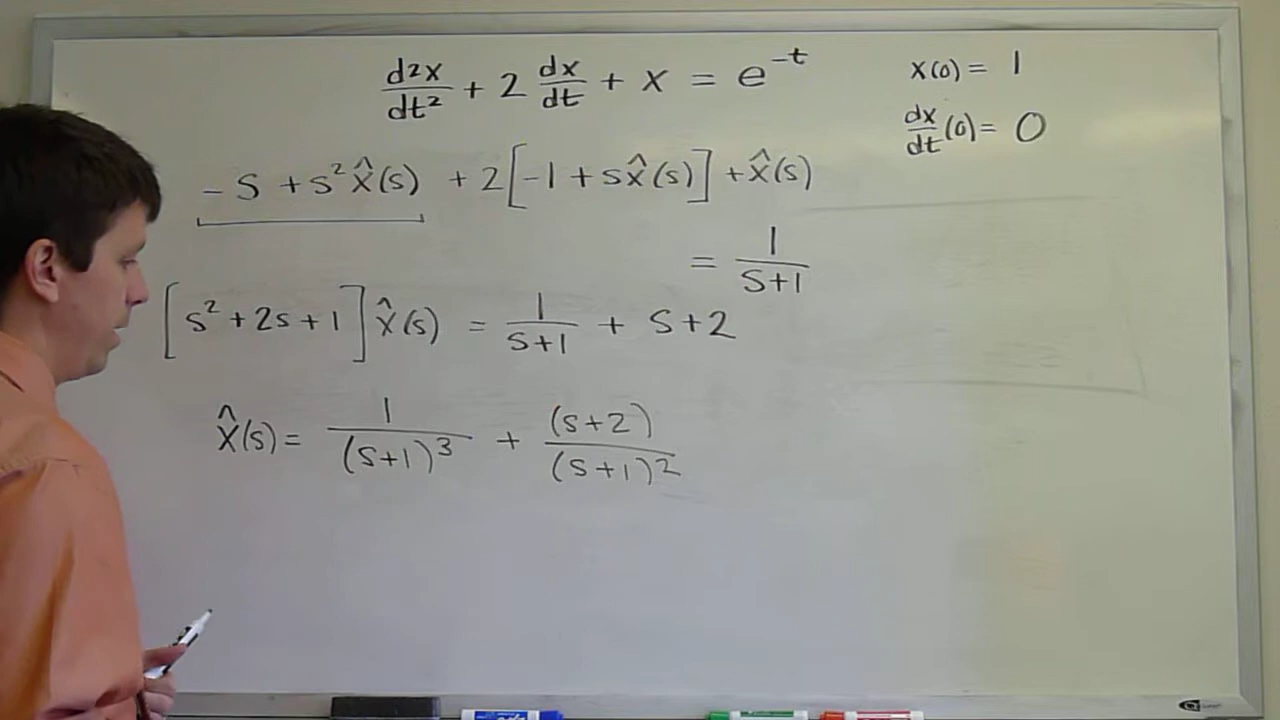 d²x/dt² + 2 dx/dt + x = e^-t
x(0) = 1
dx/dt (0) = 0
-s + s² x̂(s) + 2[-1 + s x̂(s)] + x̂(s)
= 1/(s+1)
[s² + 2s + 1] x̂(s) = 1/(s+1) + s+2
x̂(s) = 1/(s+1)³ + (s+2)/(s+1)²